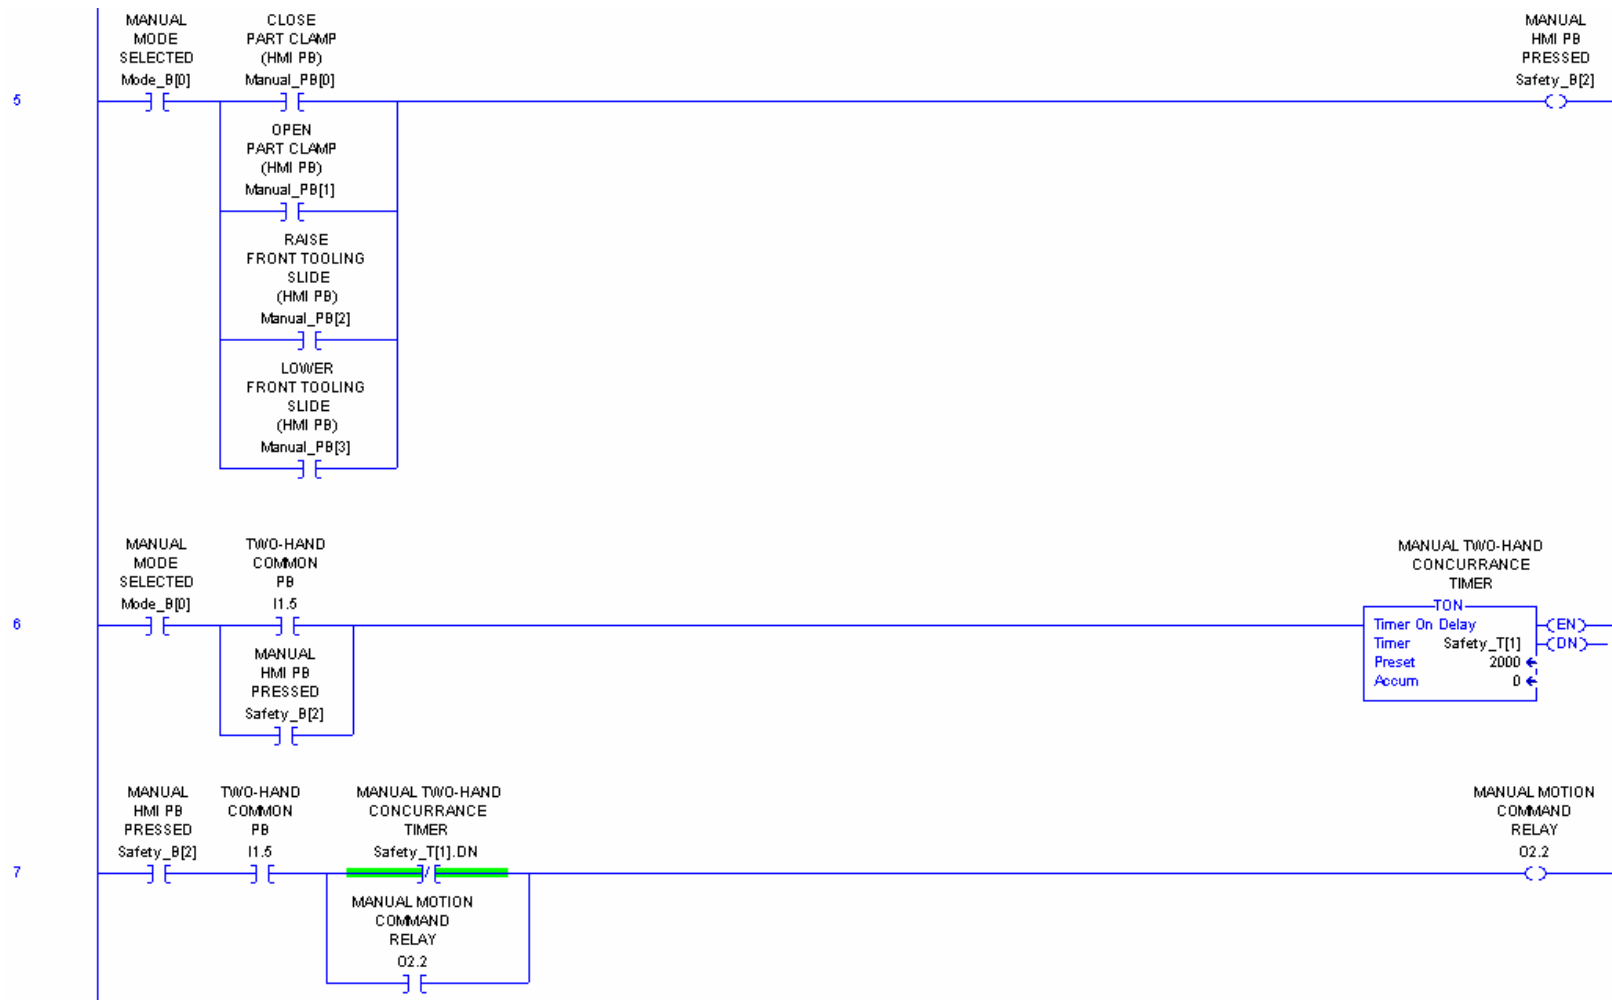 MANUAL
MODE
SELECTED
Mode_B[0]
CLOSE
PART CLAMP
(HMI PB)
Manual_PB[0]
MANUAL
HMI PB
PRESSED
Safety_B[2]
5
OPEN
PART CLAMP
(HMI PB)
Manual_PB[1]
RAISE
FRONT TOOLING
SLIDE
(HMI PB)
Manual_PB[2]
LOWER
FRONT TOOLING
SLIDE
(HMI PB)
Manual_PB[3]
MANUAL
MODE
SELECTED
Mode_B[0]
TWO-HAND
COMMON
PB
I1.5
MANUAL TWO-HAND
CONCURRANCE
TIMER
6
TON
Timer On Delay
Timer Safety_T[1]
Preset 2000
Accum 0
EN
DN
MANUAL
HMI PB
PRESSED
Safety_B[2]
MANUAL
HMI PB
PRESSED
Safety_B[2]
TWO-HAND
COMMON
PB
I1.5
MANUAL TWO-HAND
CONCURRANCE
TIMER
Safety_T[1].DN
MANUAL MOTION
COMMAND
RELAY
O2.2
7
MANUAL MOTION
COMMAND
RELAY
O2.2